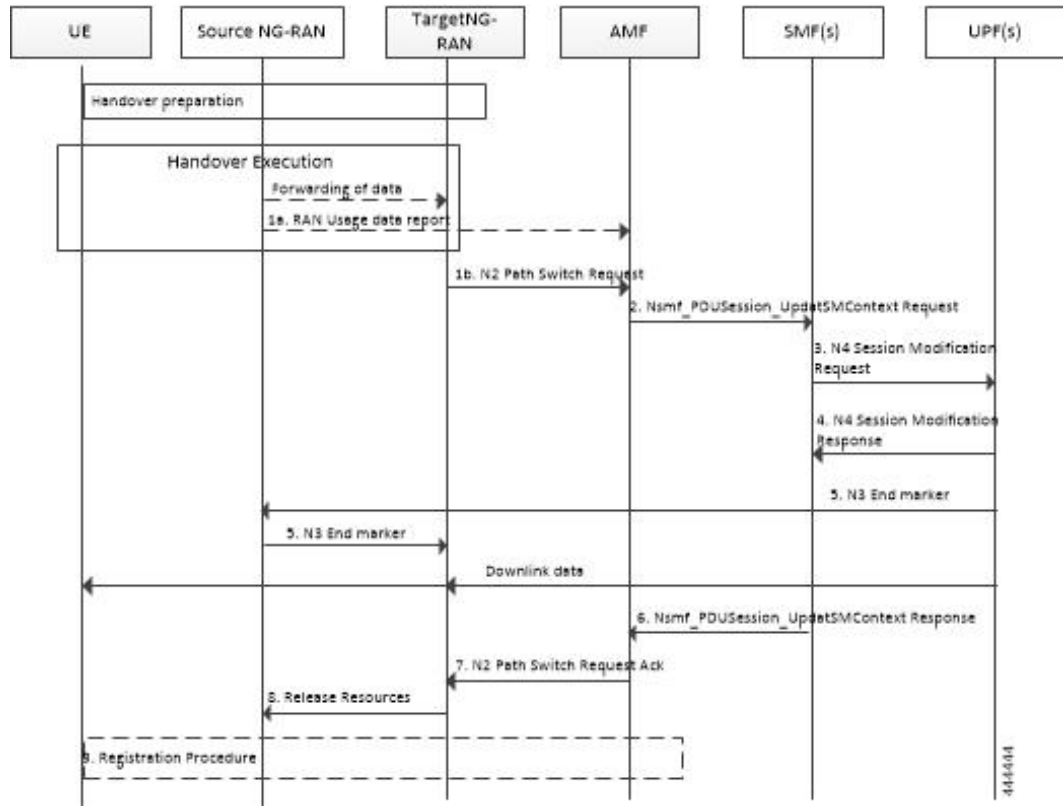 UE
Source NG-RAN
TargetNG-
RAN
AMF
SMF(s)
UPF(s)
Handover preparation
Handover Execution
Forwarding of data
1a. RAN Usage data report
1b. N2 Path Switch Request
2. Nsmf_PDUSession_UpdatSMContext Request
3. N4 Session Modification
Request
4. N4 Session Modification
Response
5. N3 End marker
5. N3 End marker
Downlink data
6. Nsmf_PDUSession_UpdatSMContext Response
7. N2 Path Switch Request Ack
8. Release Resources
9. Registration Procedure
444444